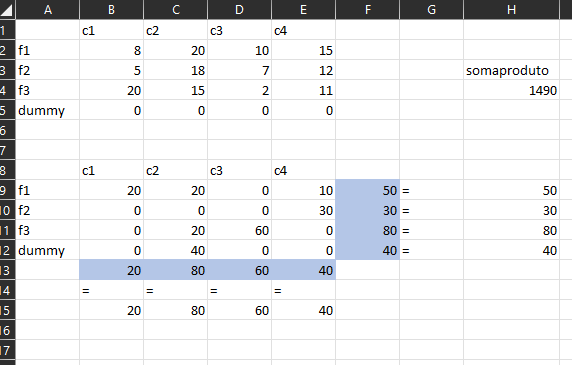 A B C D E F G H
1 c1 c2 c3 c4
2 f1 8 20 10 15
3 f2 5 18 7 12 somaproduto
4 f3 20 15 2 11 1490
5 dummy 0 0 0 0
6
7
8 c1 c2 c3 c4
9 f1 20 20 0 10 50 = 50
10 f2 0 0 0 30 30 = 30
11 f3 0 20 60 0 80 = 80
12 dummy 0 40 0 0 40 = 40
13 20 80 60 40
14 = = = =
15 20 80 60 40
16
17